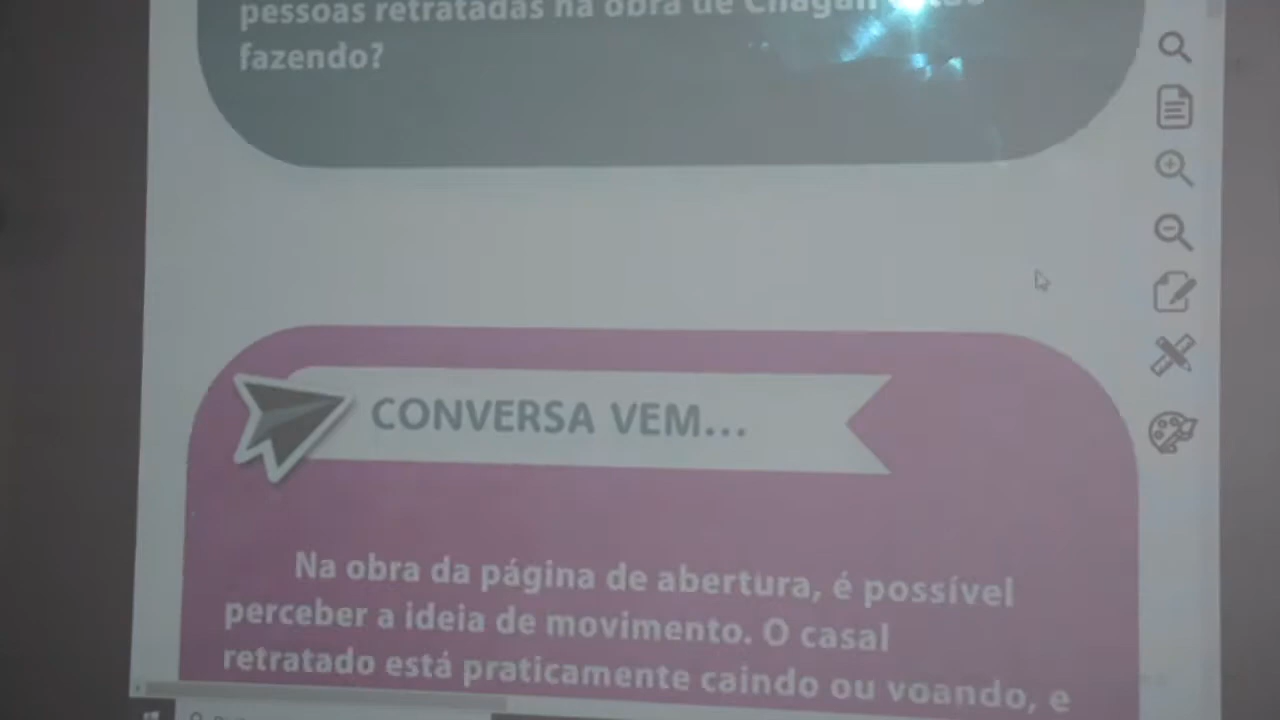 pessoas retratadas na obra de Chagall
fazendo?
CONVERSA VEM...
Na obra da página de abertura, é possível
perceber a ideia de movimento. O casal
retratado está praticamente caindo ou voando, e